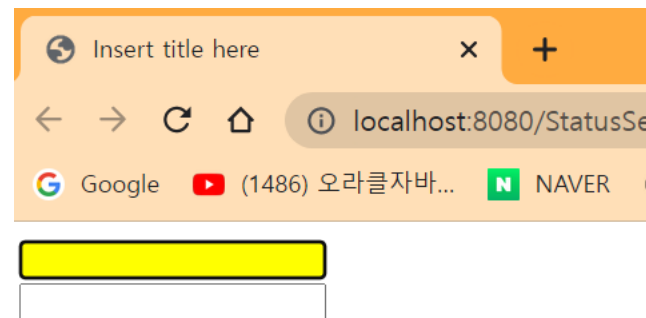 Insert title here
localhost:8080/StatusSe
Google (1486) 오라클자바... NAVER